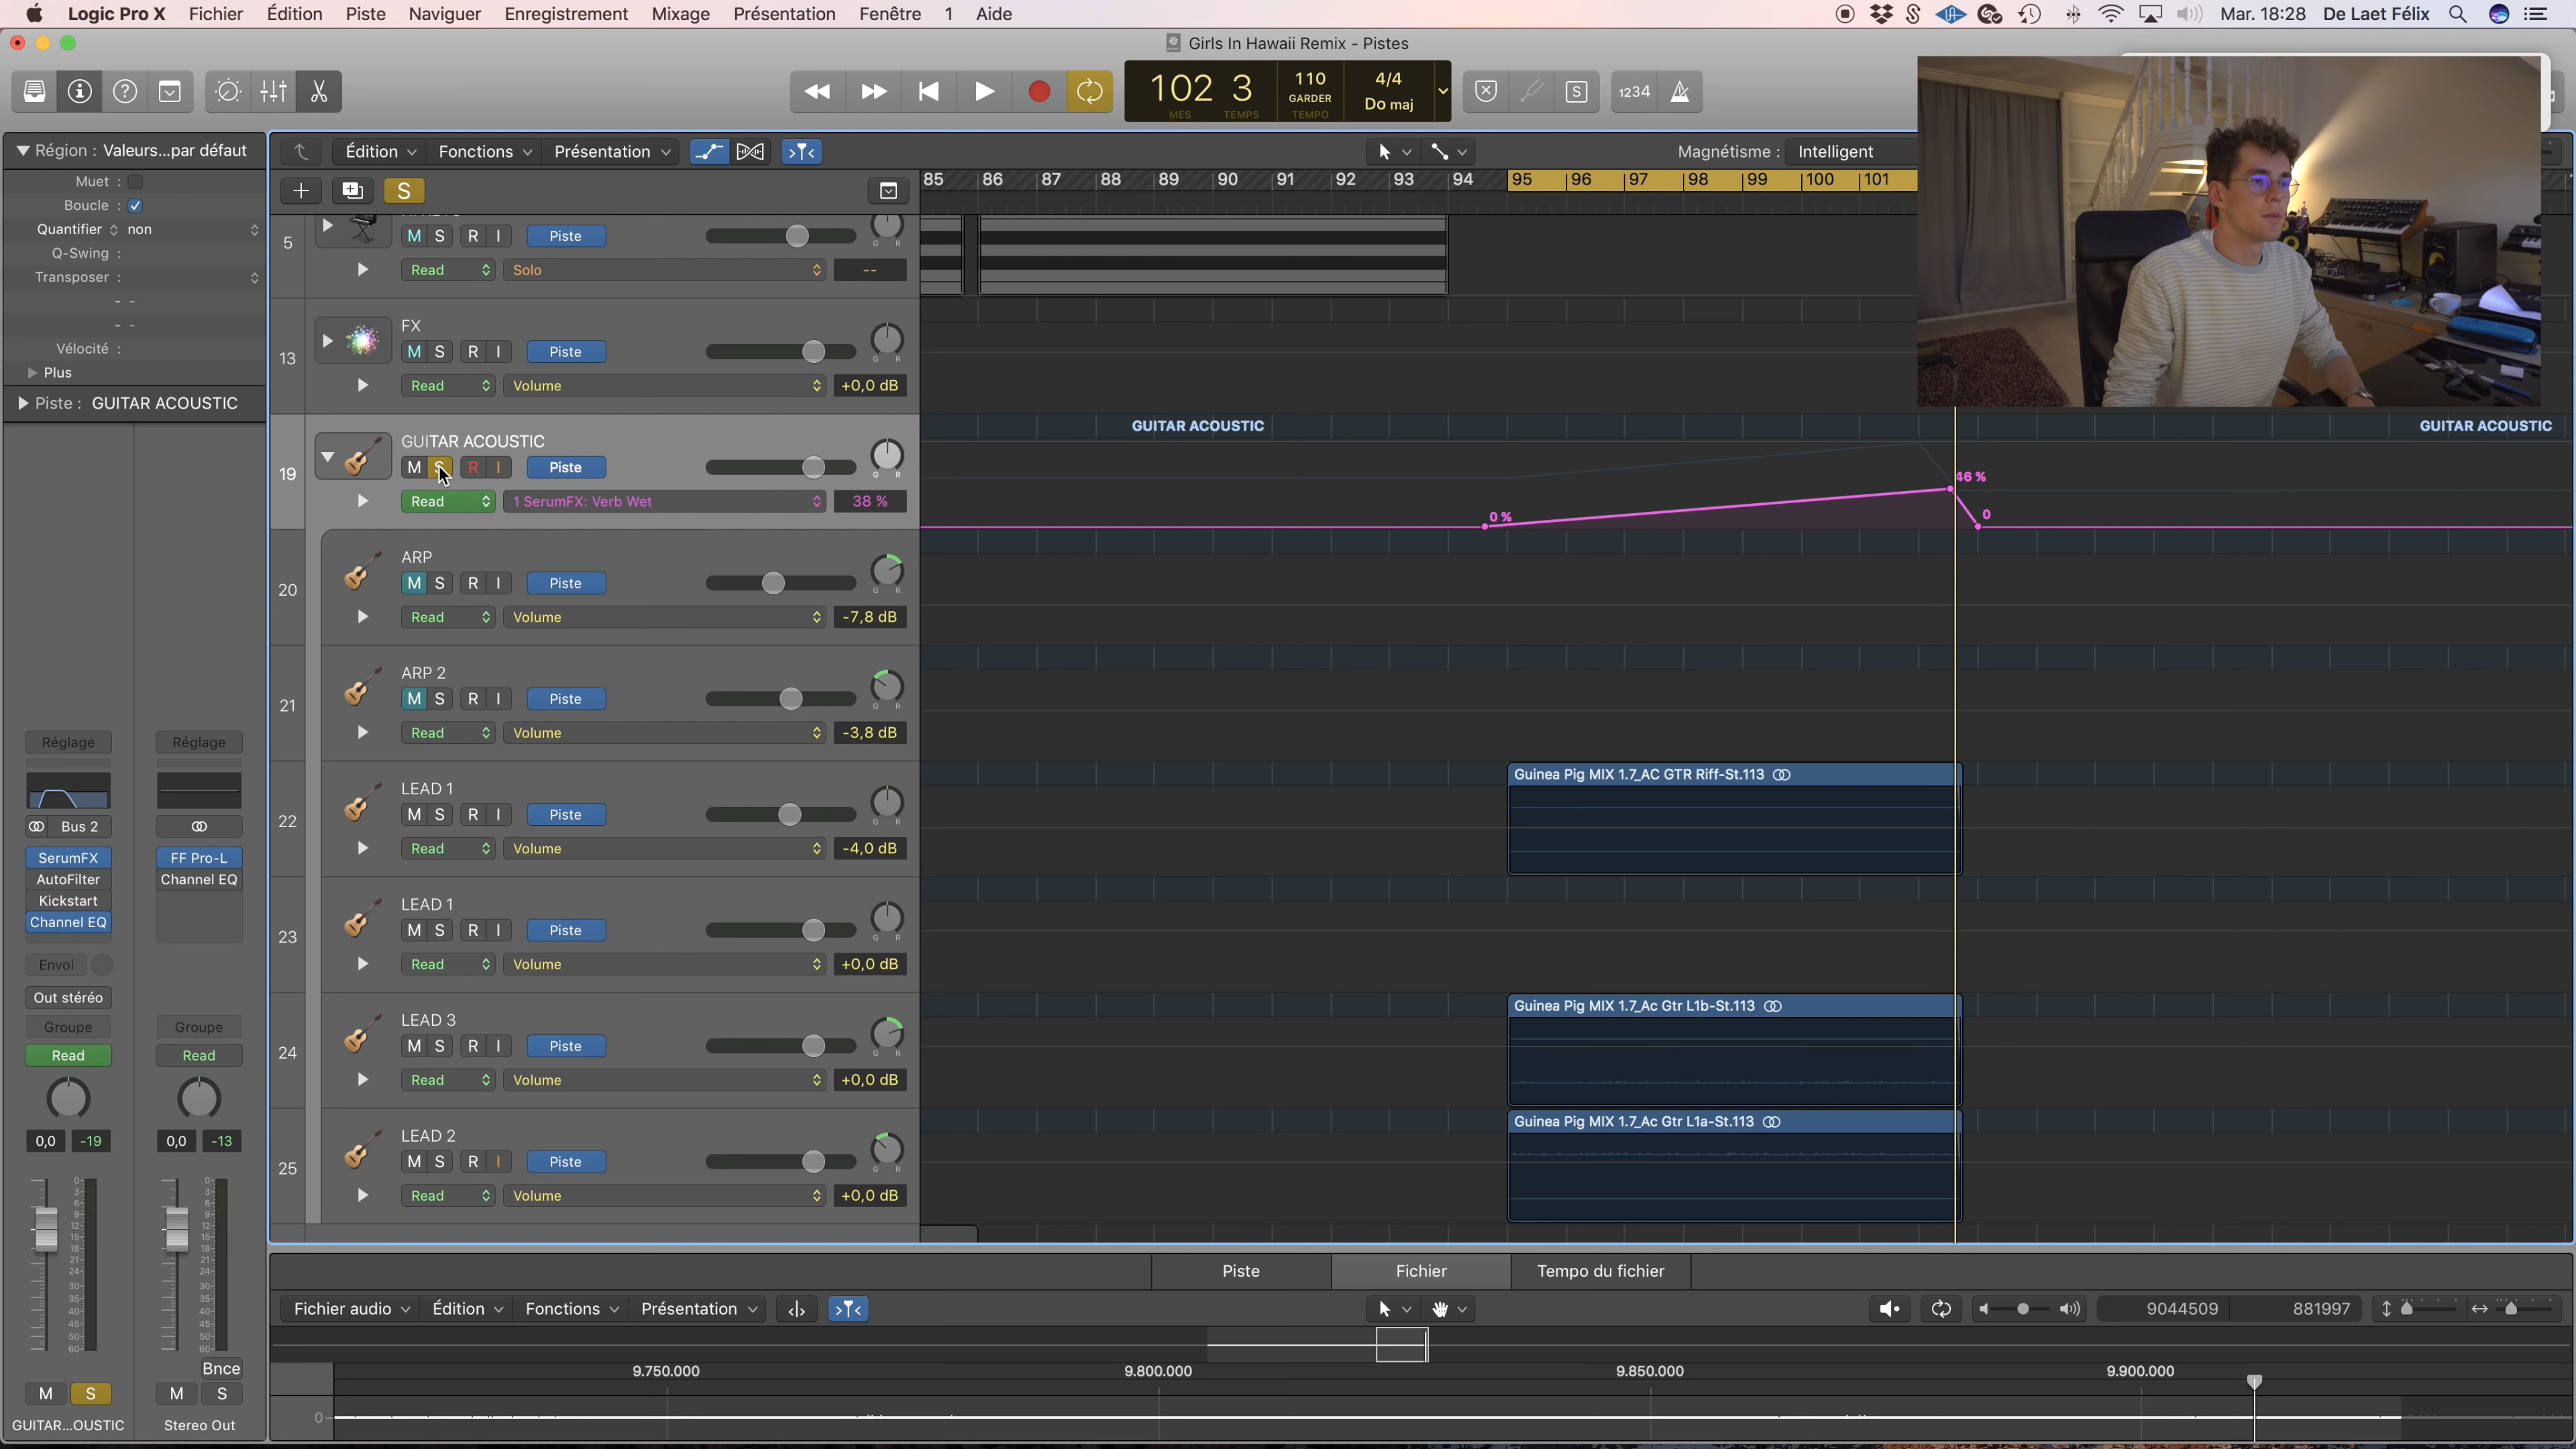 Logic Pro X Fichier Édition Piste Naviguer Enregistrement Mixage Présentation Fenêtre 1 Aide Mar. 18:28 De Laet Félix
Girls In Hawaii Remix - Pistes
102 3 110 4/4
GARDER Do maj
MES TEMPS TEMPO
S 1234
Région : Valeurs...par défaut
Muet :
Boucle :
Quantifier non
Q-Swing :
Transposer :
- -
- -
Vélocité :
Plus
Piste : GUITAR ACOUSTIC
Édition Fonctions Présentation Magnétisme : Intelligent
S
85 86 87 88 89 90 91 92 93 94 95 96 97 98 99 100 101
5 M S R I Piste
Read Solo --
FX
13 M S R I Piste
Read Volume +0,0 dB
GUITAR ACOUSTIC
19 M S R I Piste
Read 1 SerumFX: Verb Wet 38 %
GUITAR ACOUSTIC GUITAR ACOUSTIC
0 % 46 % 0
ARP
20 M S R I Piste
Read Volume -7,8 dB
ARP 2
21 M S R I Piste
Read Volume -3,8 dB
LEAD 1
22 M S R I Piste
Read Volume -4,0 dB
Guinea Pig MIX 1.7_AC GTR Riff-St.113
LEAD 1
23 M S R I Piste
Read Volume +0,0 dB
LEAD 3
24 M S R I Piste
Read Volume +0,0 dB
Guinea Pig MIX 1.7_Ac Gtr L1b-St.113
LEAD 2
25 M S R I Piste
Read Volume +0,0 dB
Guinea Pig MIX 1.7_Ac Gtr L1a-St.113
Réglage Réglage
Bus 2
SerumFX FF Pro-L
AutoFilter Channel EQ
Kickstart
Channel EQ
Envoi
Out stéréo
Groupe Groupe
Read Read
0,0 -19 0,0 -13
Bnce
M S M S
GUITAR...OUSTIC Stereo Out
Piste Fichier Tempo du fichier
Fichier audio Édition Fonctions Présentation 9044509 881997
9.750.000 9.800.000 9.850.000 9.900.000
0